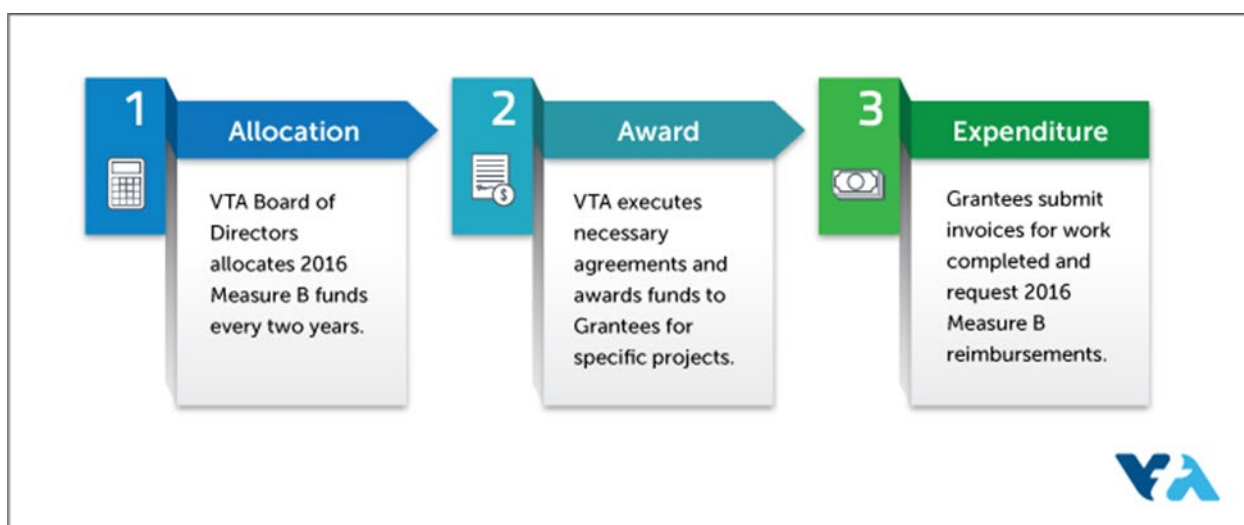 1
Allocation
VTA Board of
Directors
allocates 2016
Measure B funds
every two years.
2
Award
$
VTA executes
necessary
agreements and
awards funds to
Grantees for
specific projects.
3
Expenditure
Grantees submit
invoices for work
completed and
request 2016
Measure B
reimbursements.
VTA